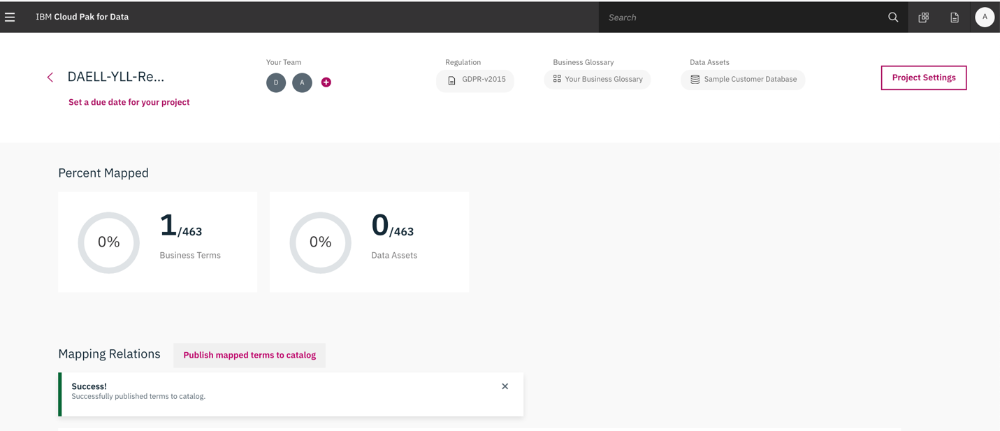 IBM Cloud Pak for Data
Search
A
DAELL-YLL-Re...
Set a due date for your project
Your Team
D
A
Regulation
GDPR-v2015
Business Glossary
Your Business Glossary
Data Assets
Sample Customer Database
Project Settings
Percent Mapped
0%
1/463
Business Terms
0%
0/463
Data Assets
Mapping Relations
Publish mapped terms to catalog
Success!
Successfully published terms to catalog.